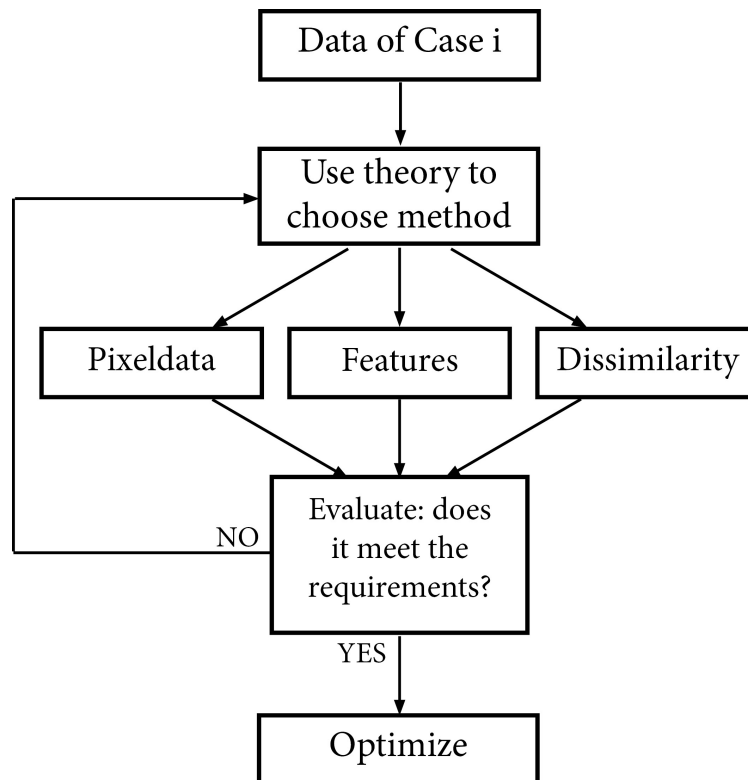 Data of Case i
Use theory to
choose method
Pixeldata
Features
Dissimilarity
Evaluate: does
it meet the
requirements?
NO
YES
Optimize